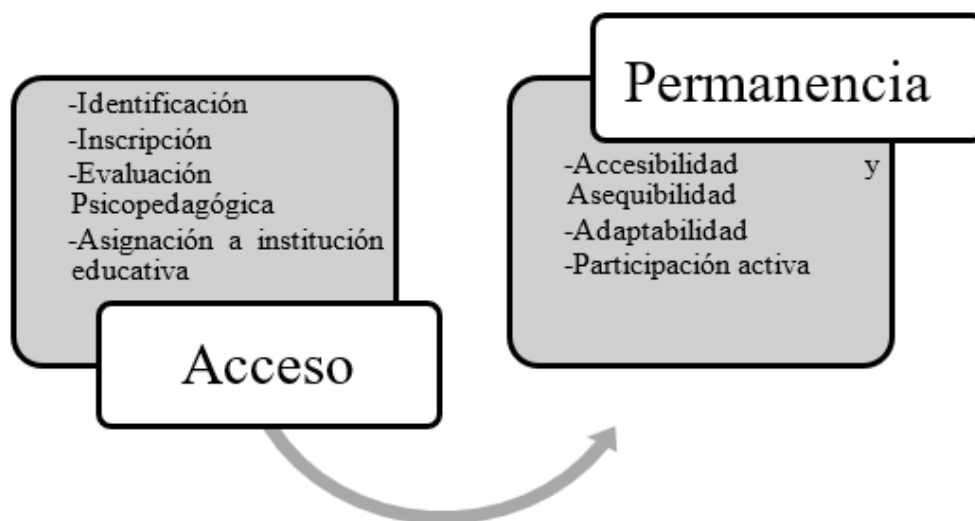 -Identificación
-Inscripción
-Evaluación
Psicopedagógica
-Asignación a institución
educativa
Acceso
Permanencia
-Accesibilidad y
Asequibilidad
-Adaptabilidad
-Participación activa